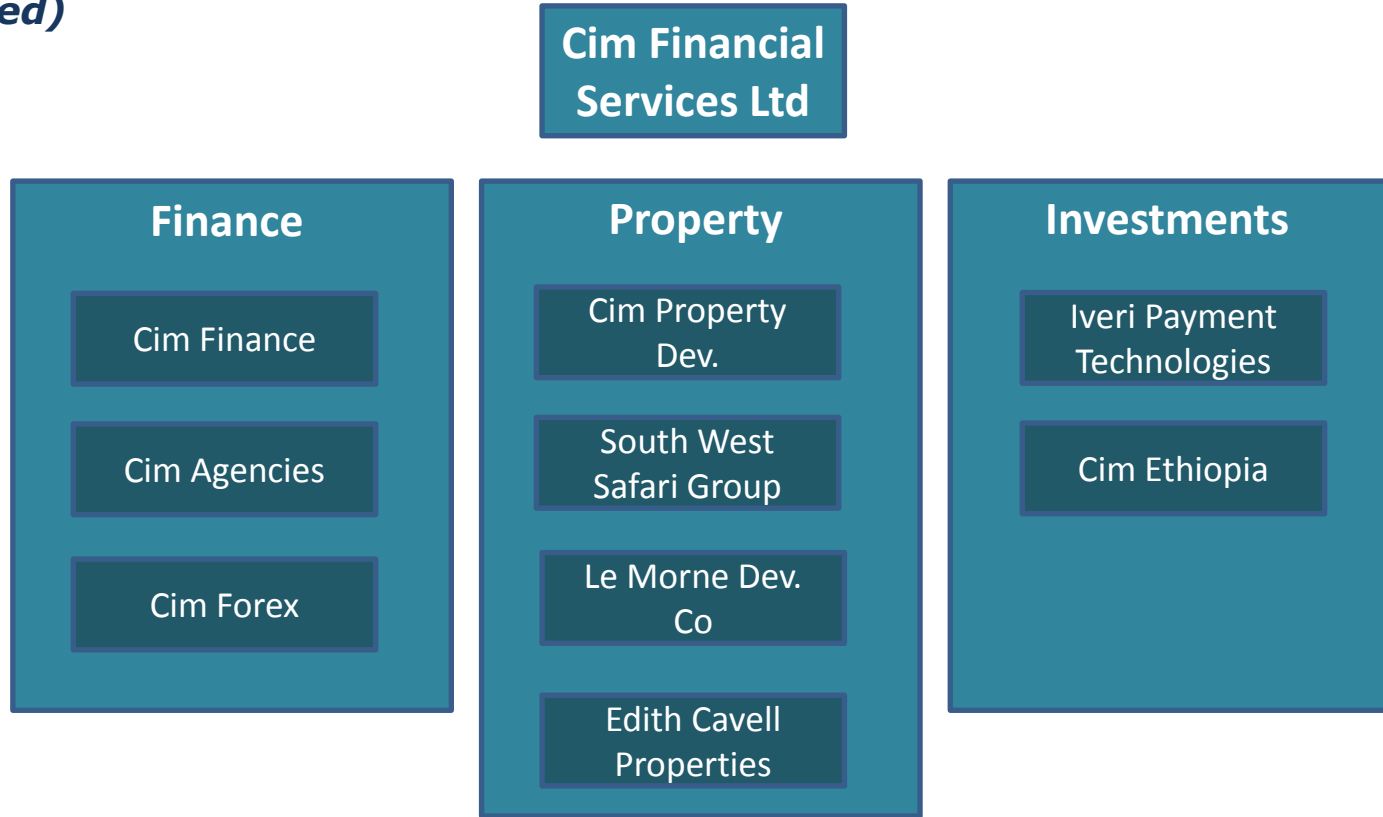 ed)
Cim Financial
Services Ltd
Finance
Cim Finance
Cim Agencies
Cim Forex
Property
Cim Property
Dev.
South West
Safari Group
Le Morne Dev.
Co
Edith Cavell
Properties
Investments
Iveri Payment
Technologies
Cim Ethiopia